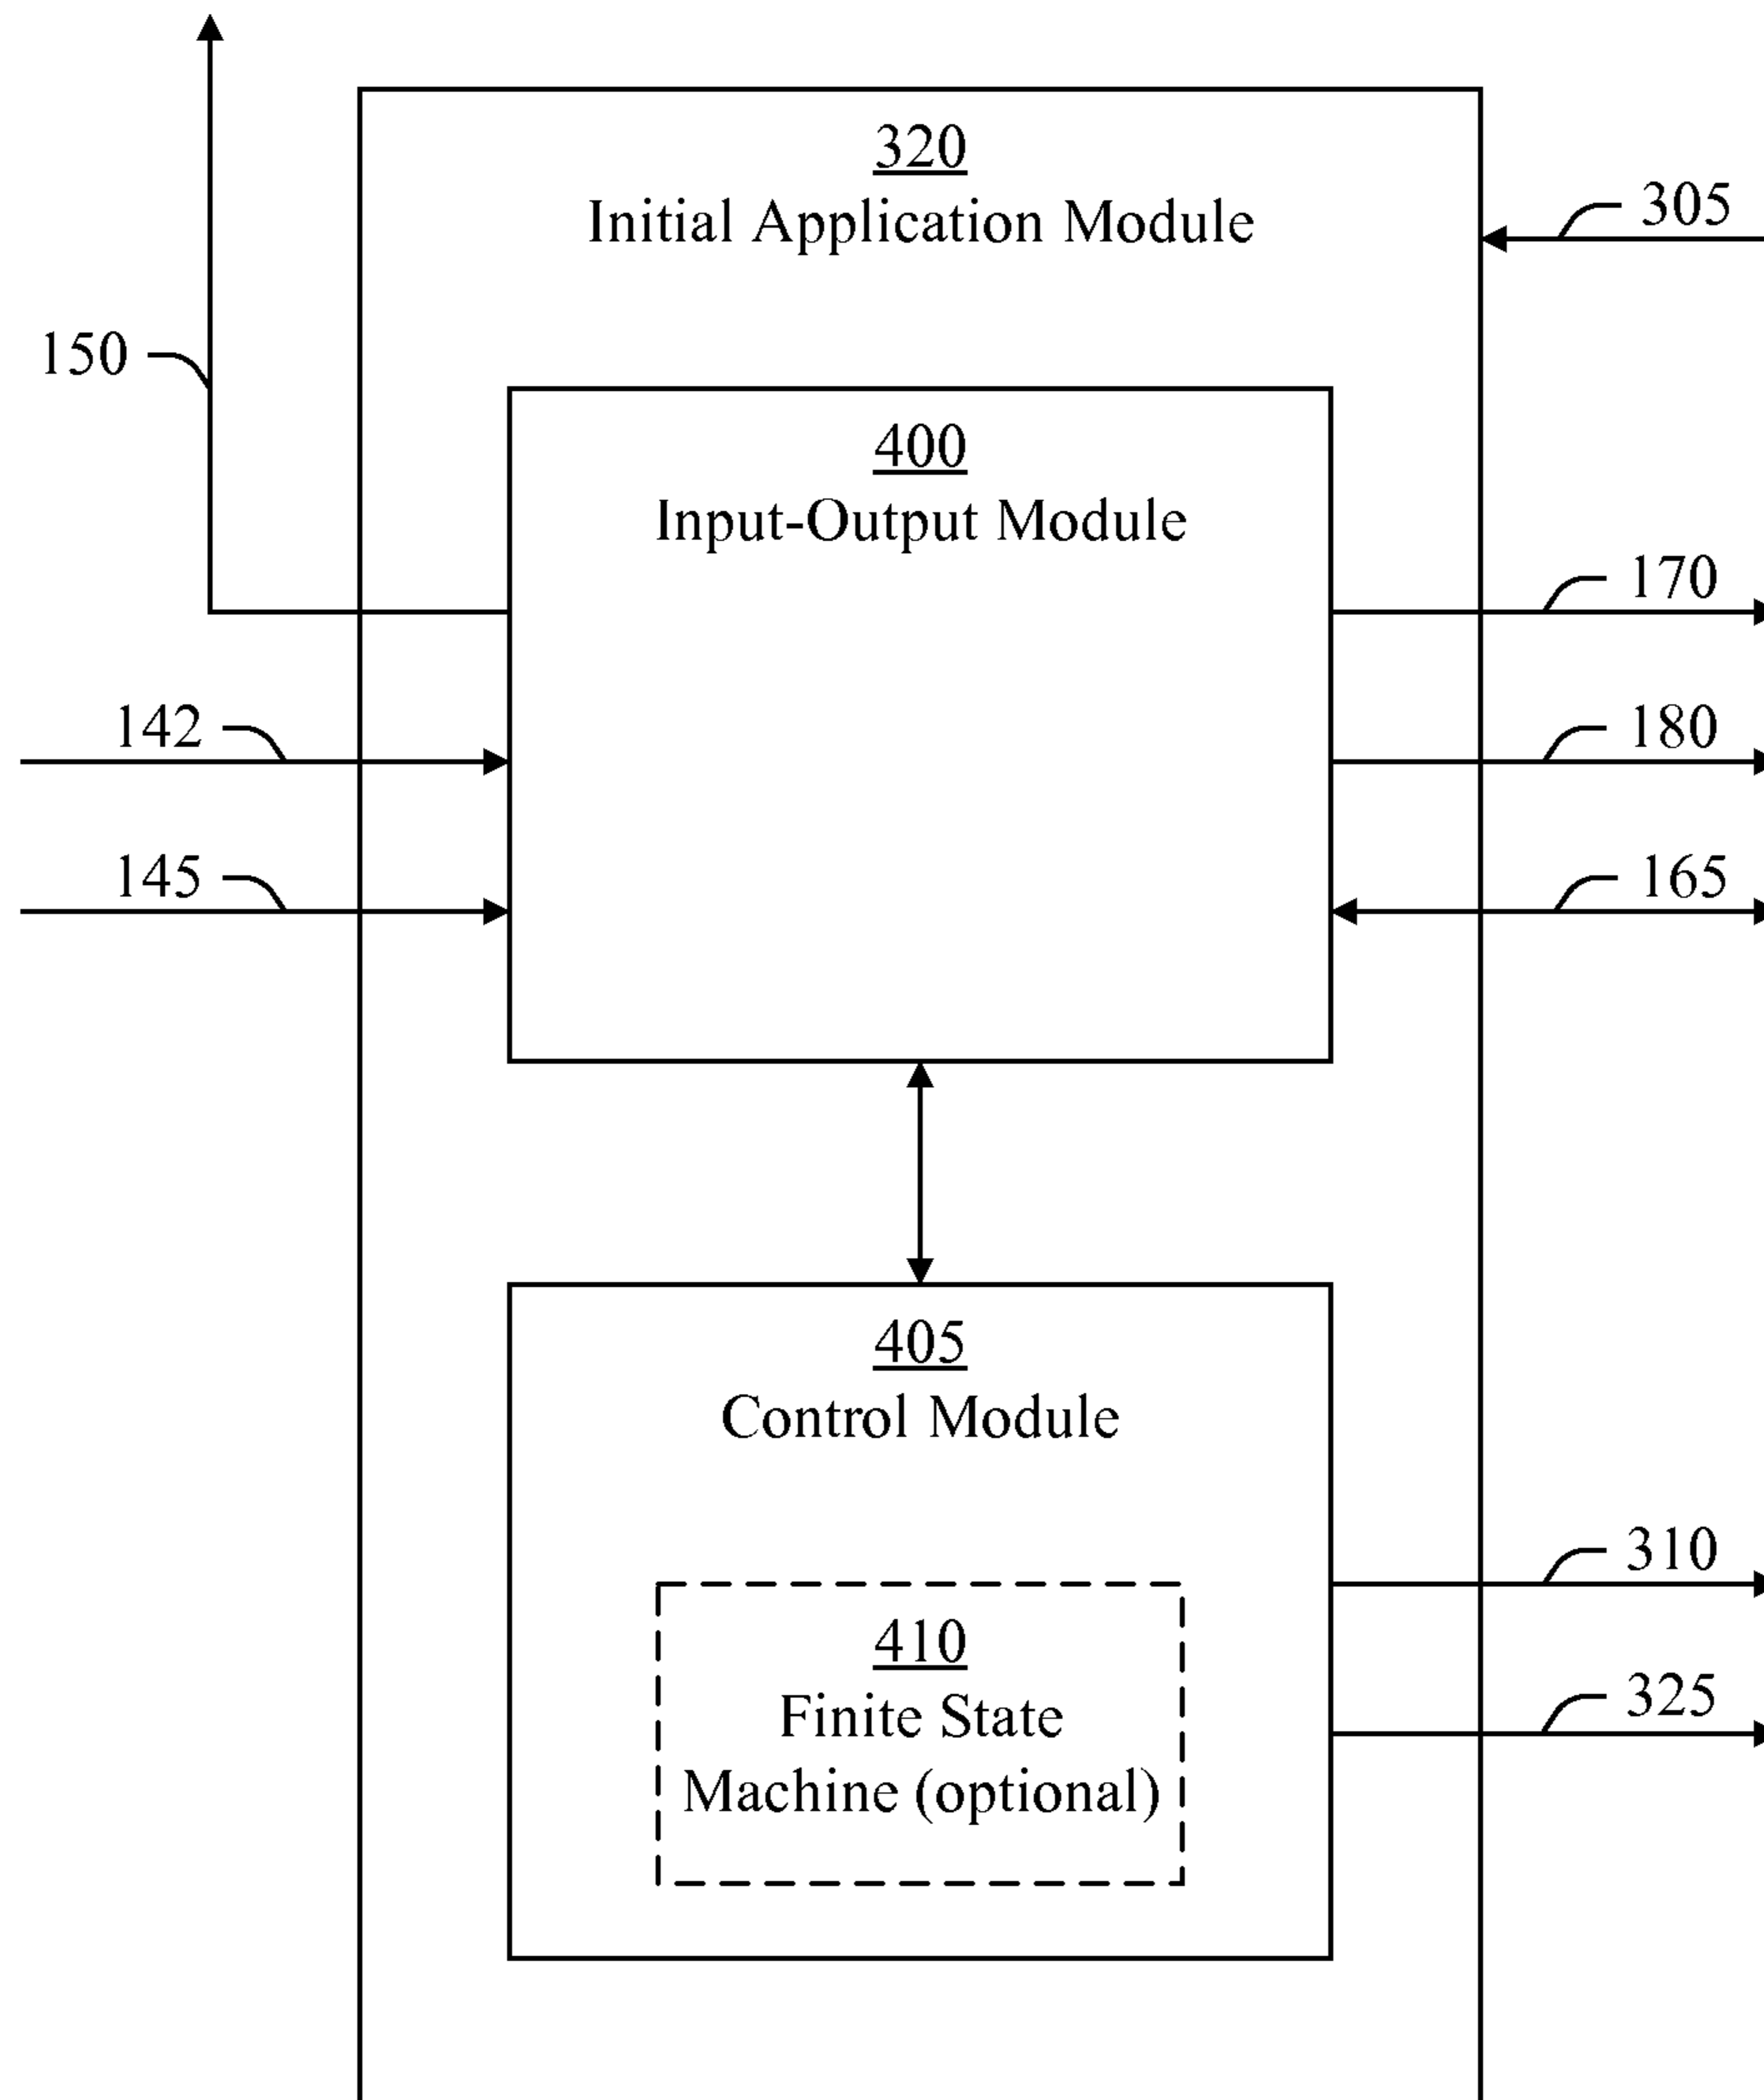 320
Initial Application Module
305
150
400
Input-Output Module
170
142
180
145
165
405
Control Module
310
410
Finite State
325
Machine (optional)